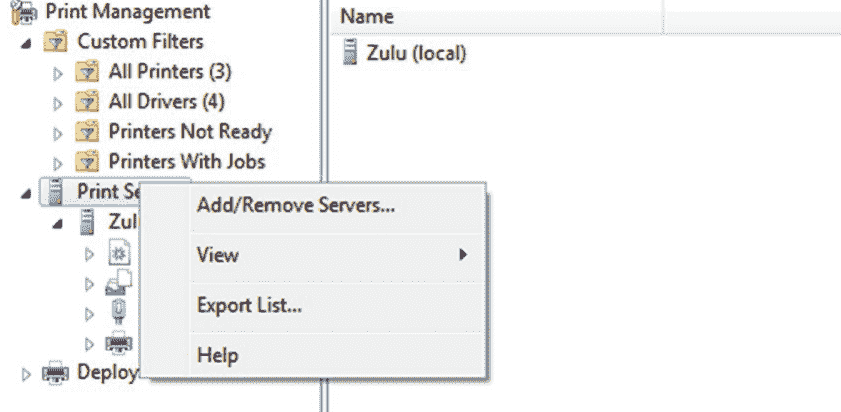 Print Management
Custom Filters
All Printers (3)
All Drivers (4)
Printers Not Ready
Printers With Jobs
Print Se
Zul
Deploy
Name
Zulu (local)
Add/Remove Servers...
View
Export List...
Help